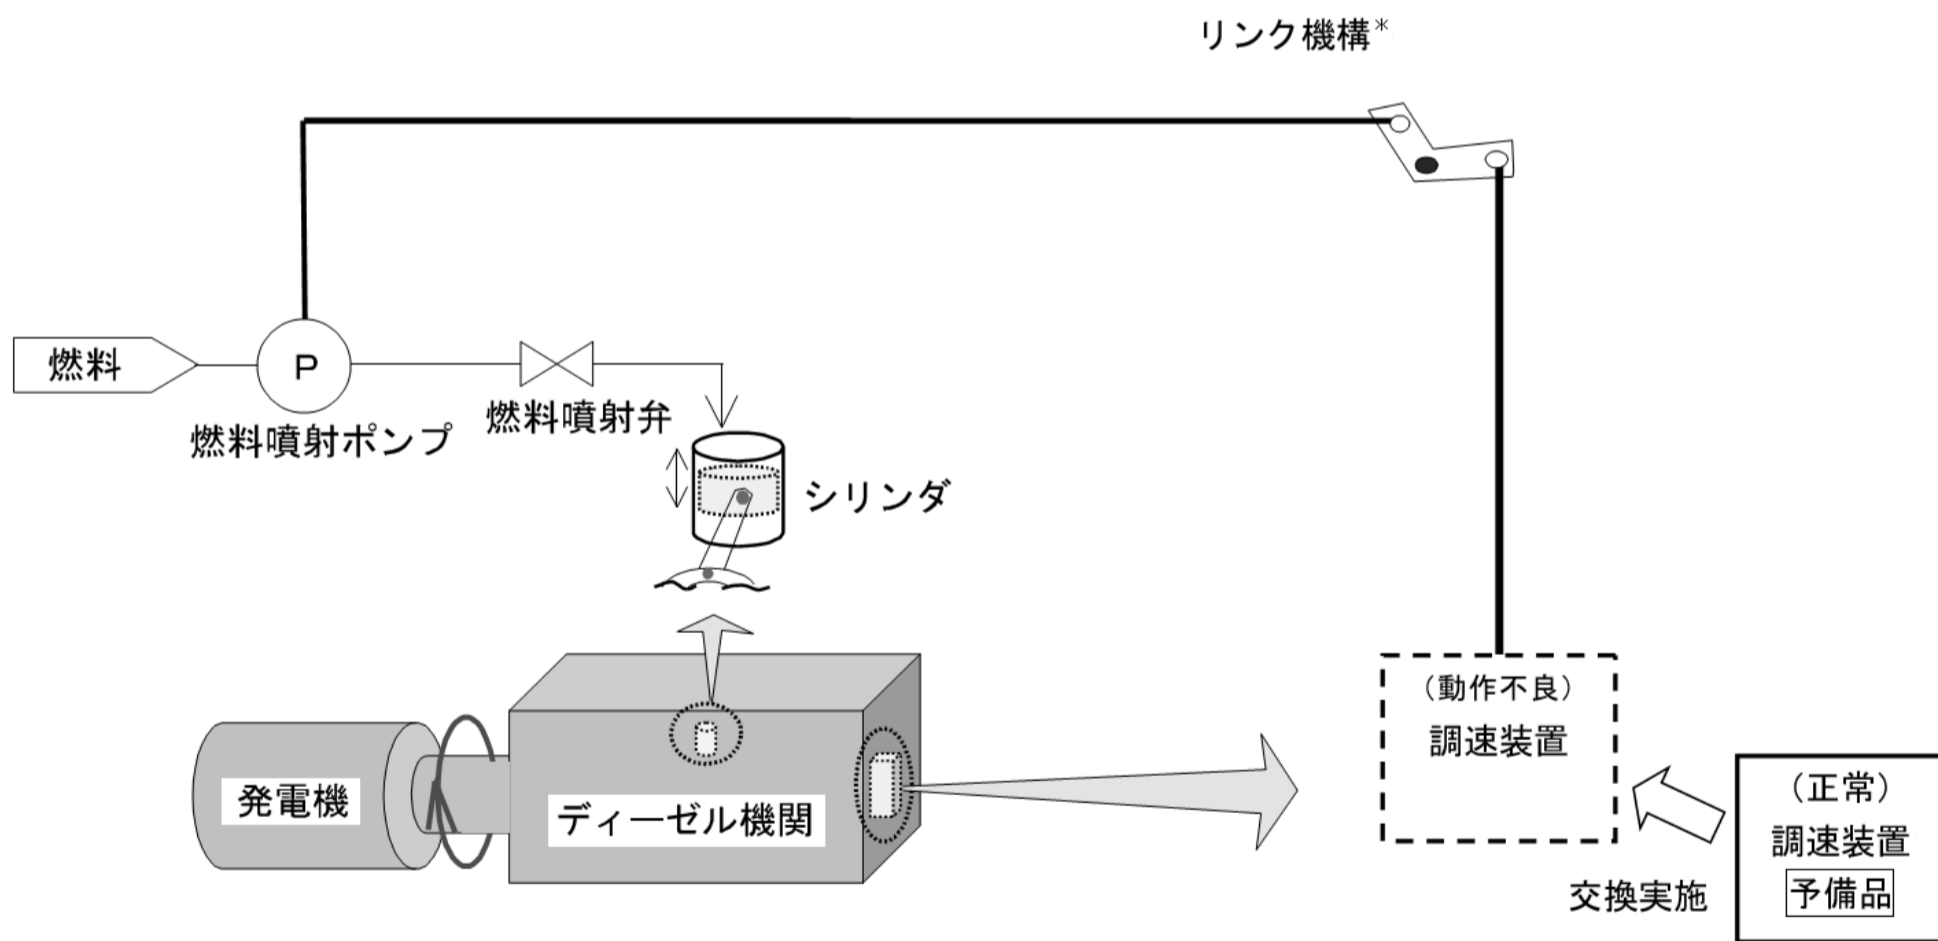 リンク機構*
燃料
P
燃料噴射ポンプ
燃料噴射弁
シリンダ
発電機
ディーゼル機関
（動作不良）
調速装置
（正常）
調速装置
予備品
交換実施